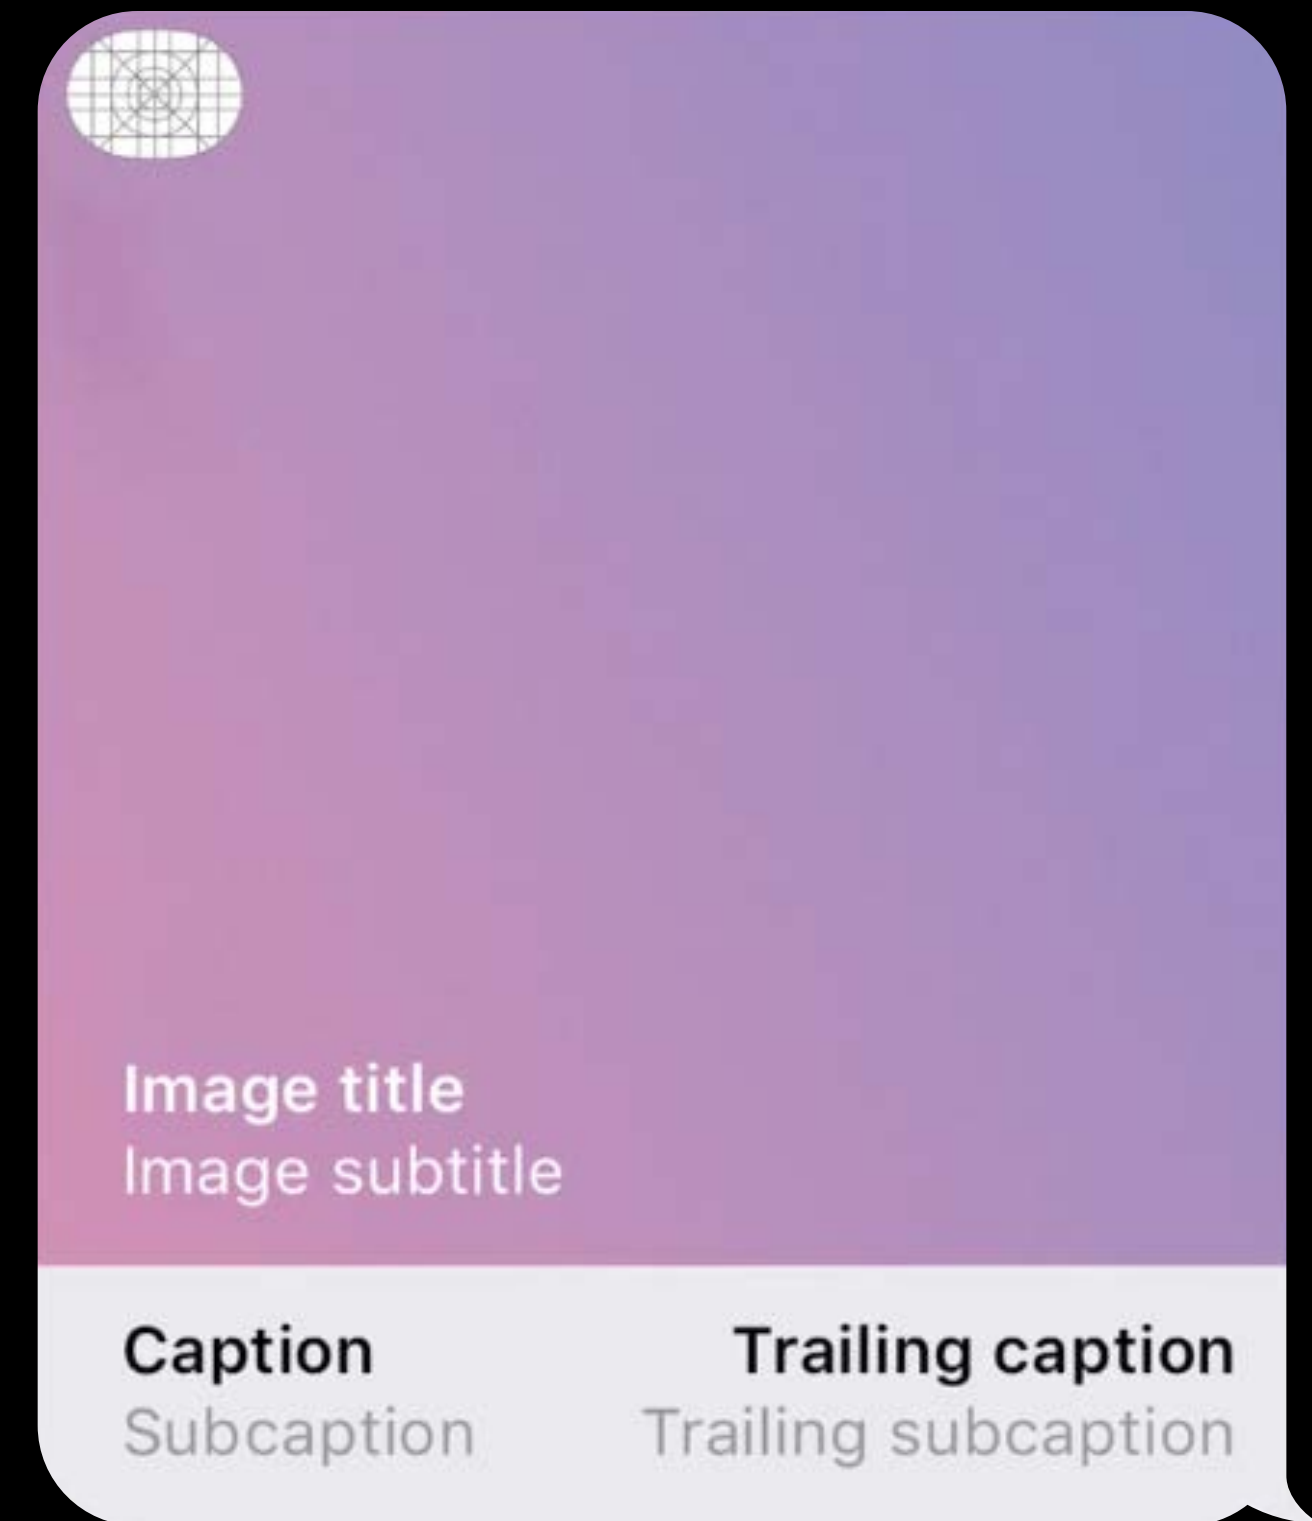 Image title
Image subtitle
Caption
Trailing caption
Subcaption
Trailing subcaption